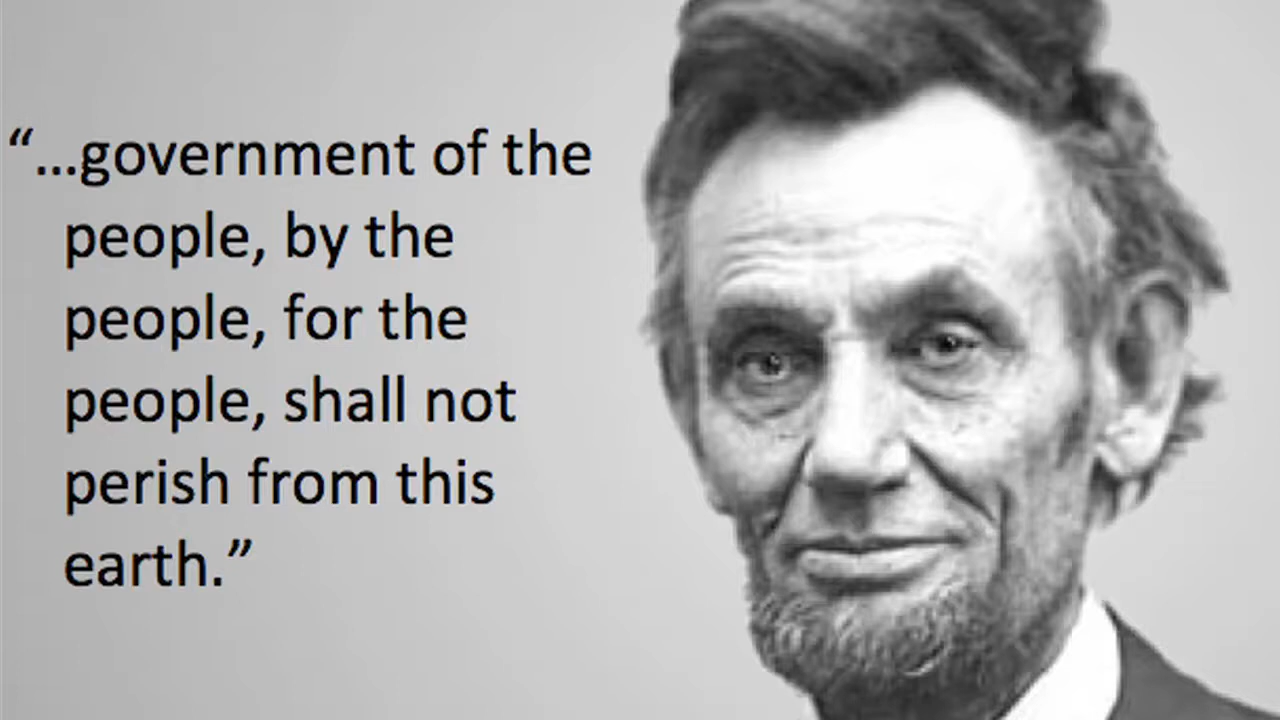 “...government of the
people, by the
people, for the
people, shall not
perish from this
earth.”